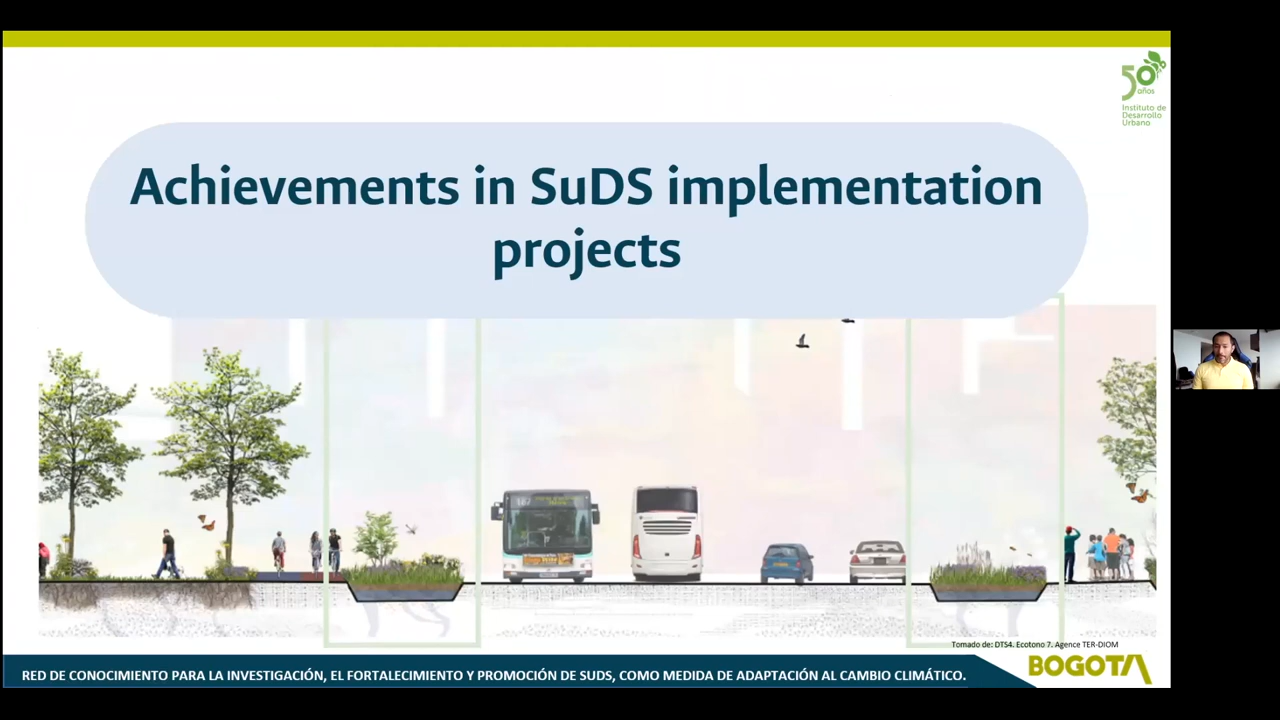 50
años
Instituto de
Desarrollo
Urbano
Achievements in SuDS implementation
projects
Tomado de: DTS4. Ecotono 7. Agence TER-DIOM
BOGOTA
RED DE CONOCIMIENTO PARA LA INVESTIGACIÓN, EL FORTALECIMIENTO Y PROMOCIÓN DE SUDS, COMO MEDIDA DE ADAPTACIÓN AL CAMBIO CLIMÁTICO.